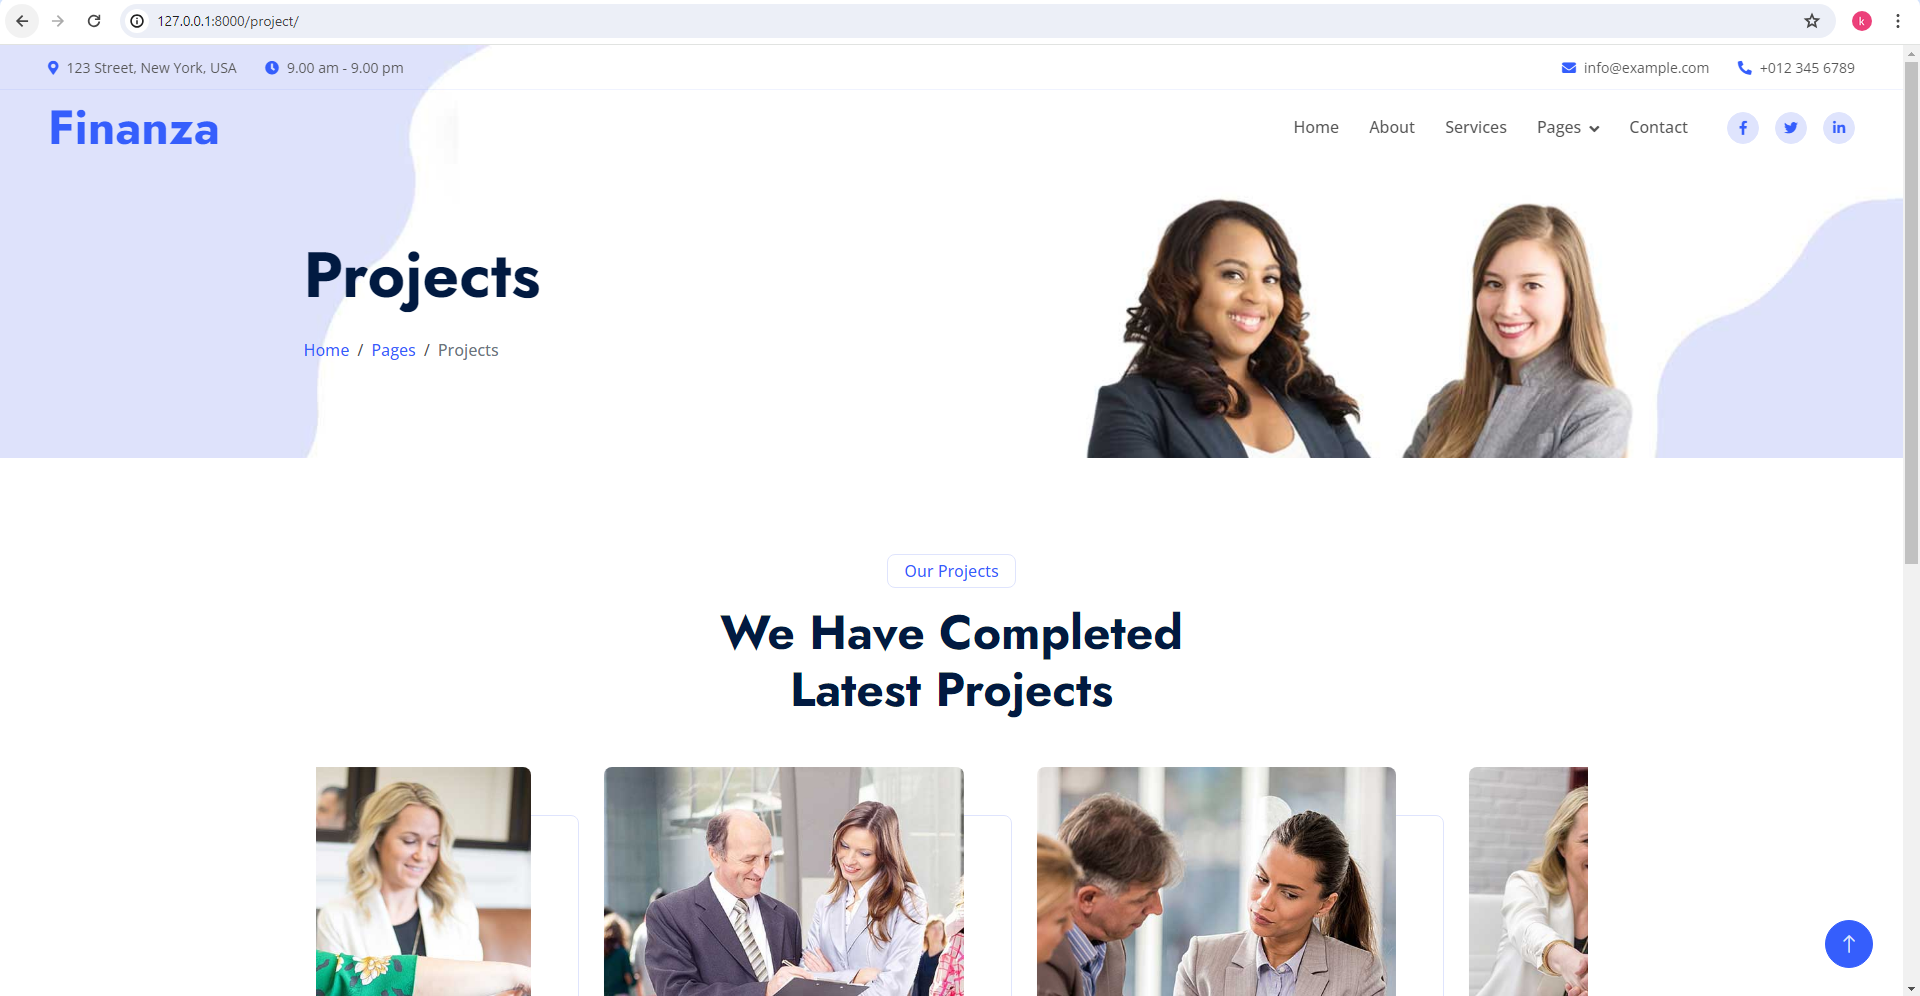 127.0.0.1:8000/project/
k
123 Street, New York, USA 9.00 am - 9.00 pm info@example.com +012 345 6789
Finanza Home About Services Pages Contact
Projects
Home / Pages / Projects
Our Projects
We Have Completed
Latest Projects